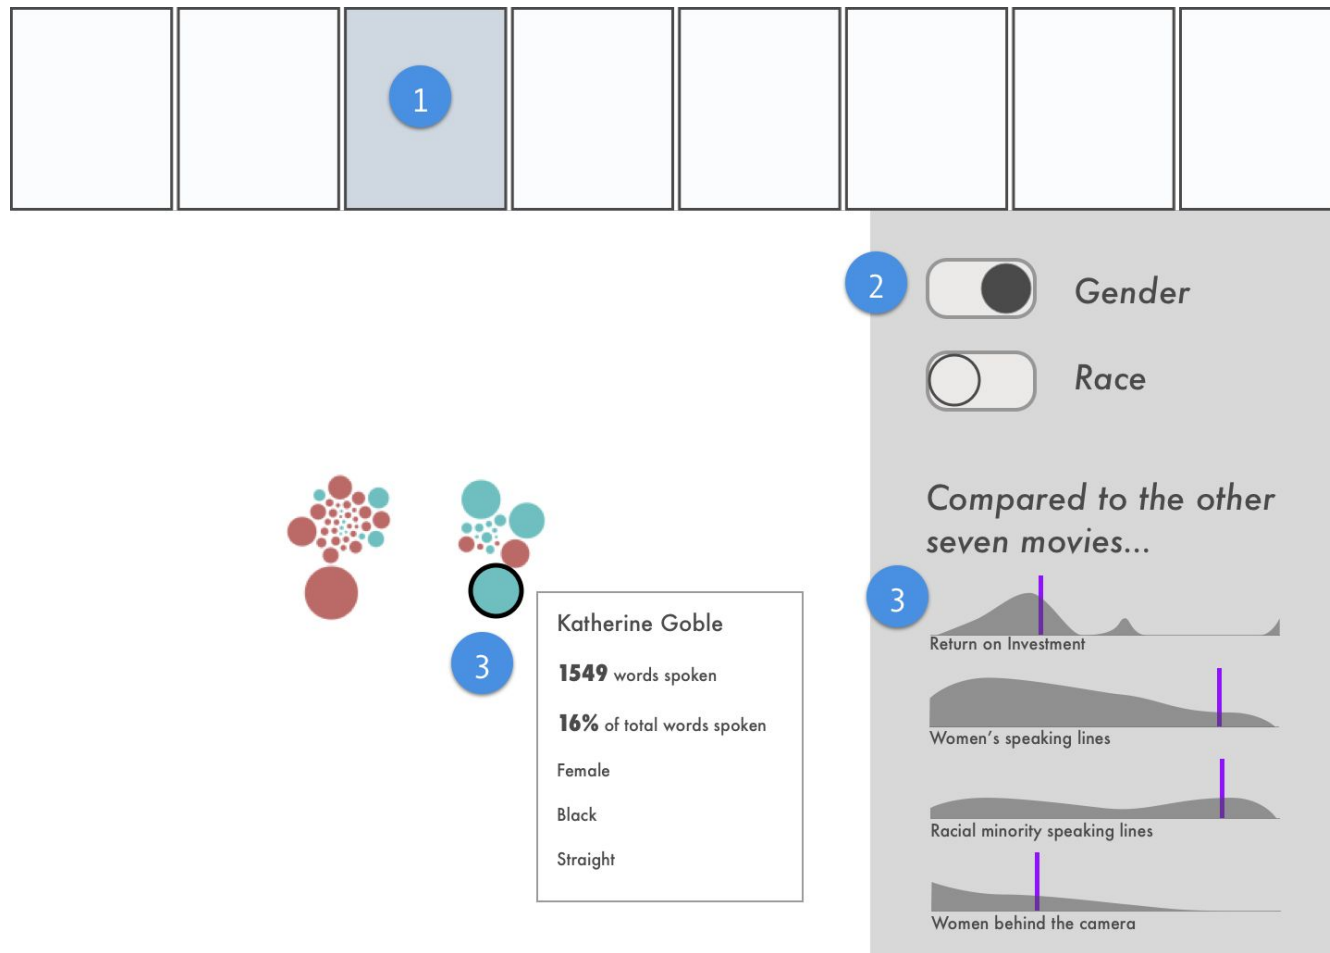 1
2
Gender
Race
Compared to the other
seven movies...
3
Return on Investment
Women's speaking lines
Racial minority speaking lines
Women behind the camera
3
Katherine Goble
1549 words spoken
16% of total words spoken
Female
Black
Straight